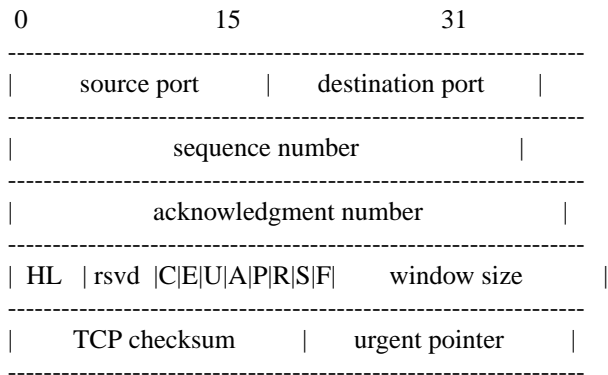 0 15 31
----------------------------------------------------------------
| source port | destination port |
----------------------------------------------------------------
| sequence number |
----------------------------------------------------------------
| acknowledgment number |
----------------------------------------------------------------
| HL | rsvd |C|E|U|A|P|R|S|F| window size |
----------------------------------------------------------------
| TCP checksum | urgent pointer |
----------------------------------------------------------------